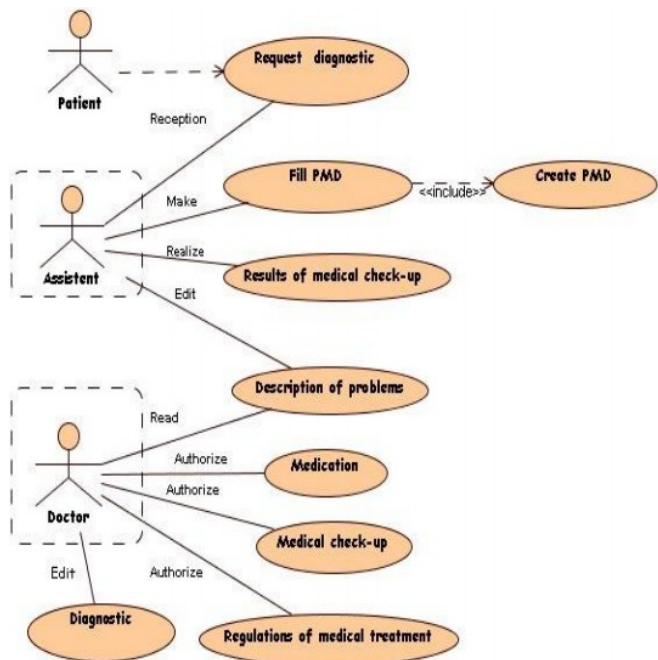 Request diagnostic
Patient
Reception
Fill PMD
<<include>>
Create PMD
Make
Realize
Assistent
Results of medical check-up
Edit
Description of problems
Read
Authorize
Medication
Authorize
Doctor
Medical check-up
Edit
Authorize
Diagnostic
Regulations of medical treatment